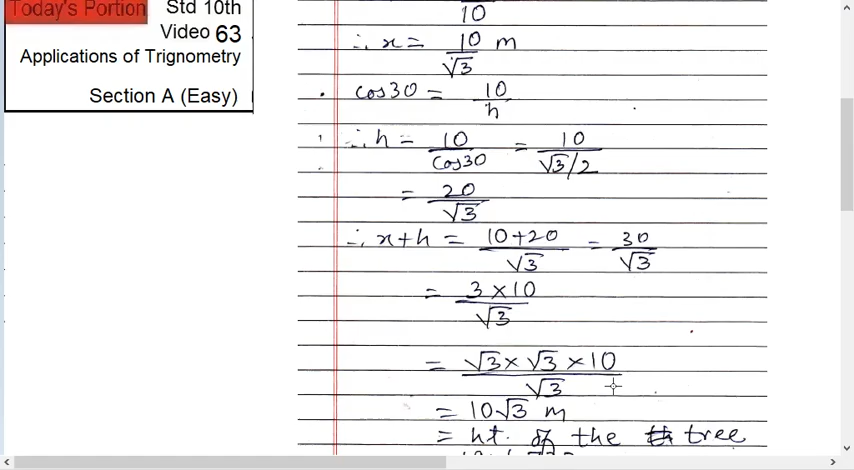 Today's Portion
Std 10th
Video 63
Applications of Trignometry
Section A (Easy)
10
∴ x = 10/√3 m
cos30 = 10/h
∴ h = 10/cos30 = 10/√3/2
= 20/√3
∴ x+h = 10+20/√3 = 30/√3
= 3 × 10/√3
= √3 × √3 × 10/√3
= 10√3 m
= ht. of the tree